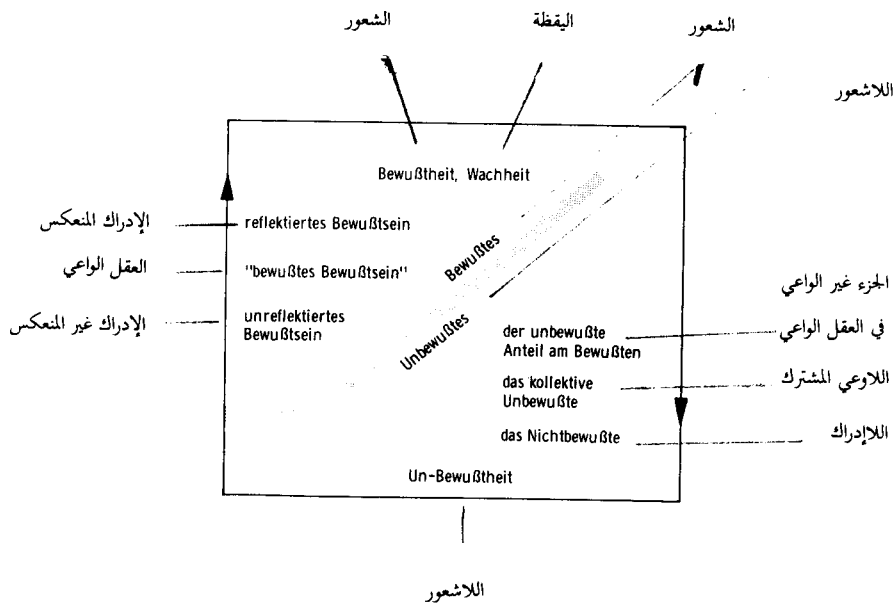 الشعور
اليقظة
الشعور
اللاشعور
Bewußtheit, Wachheit
الإدراك المنعكس
reflektiertes Bewußtsein
العقل الواعي
"bewußtes Bewußtsein"
الإدراك غير المنعكس
unreflektiertes
Bewußtsein
Bewußtes
Unbewußtes
الجزء غير الواعي
في العقل الواعي
der unbewußte
Anteil am Bewußten
اللاوعي المشترك
das kollektive
Unbewußte
اللاإدراك
das Nichtbewußte
Un-Bewußtheit
اللاشعور